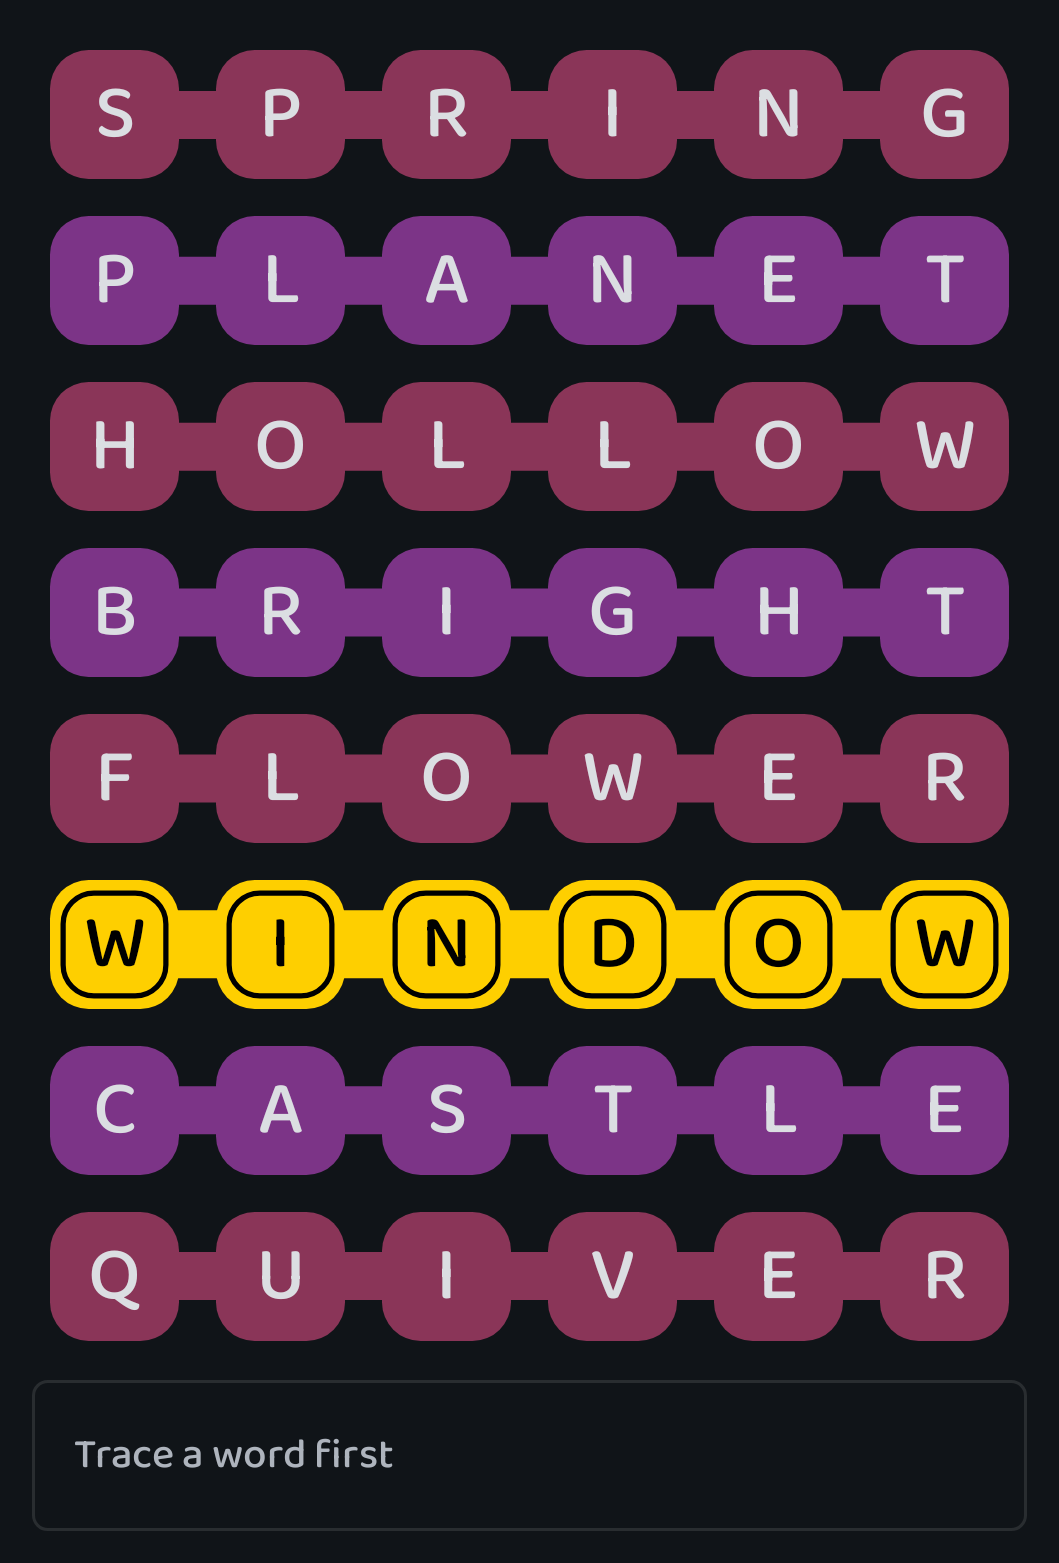 SPRING
PLANET
HOLLOW
BRIGHT
FLOWER
WINDOW
CASTLE
QUIVER
Trace a word first